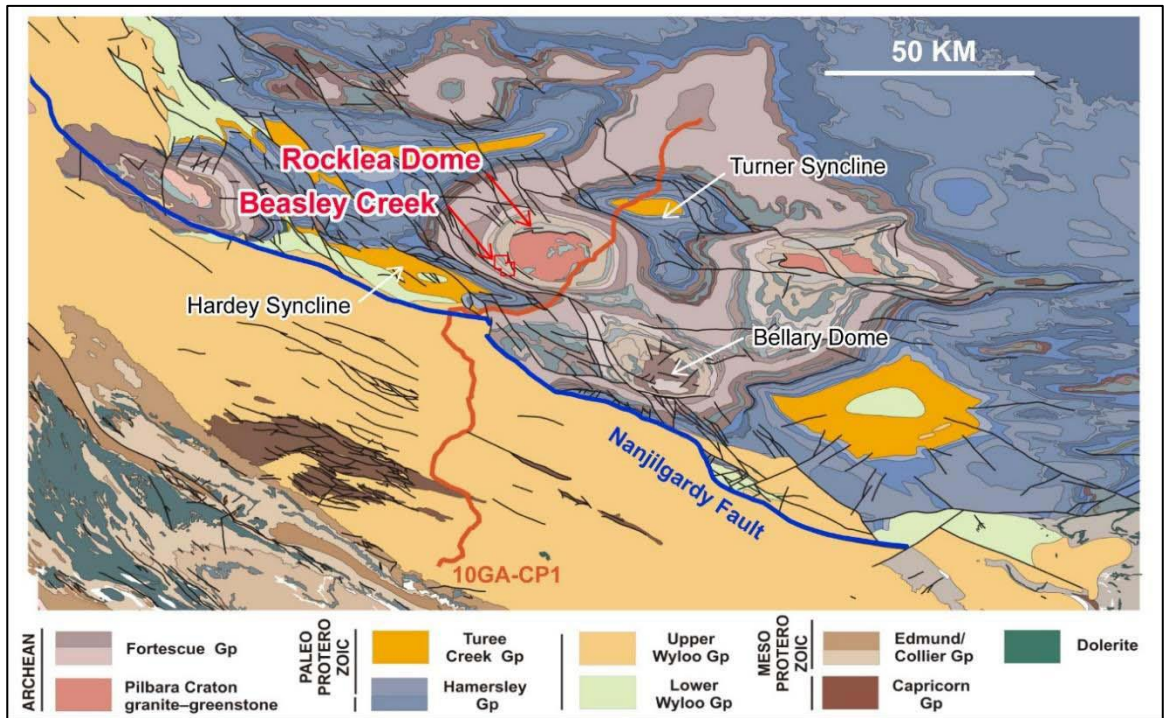 50 KM
Rocklea Dome
Beasley Creek
Turner Syncline
Hardey Syncline
Bellary Dome
Nanjilgardy Fault
10GA-CP1
ARCHEAN
Fortescue Gp
Pilbara Craton
granite–greenstone
PALEO
PROTERO
ZOIC
Turee
Creek Gp
Hamersley
Gp
Upper
Wyloo Gp
Lower
Wyloo Gp
MESO
PROTERO
ZOIC
Edmund/
Collier Gp
Capricorn
Gp
Dolerite